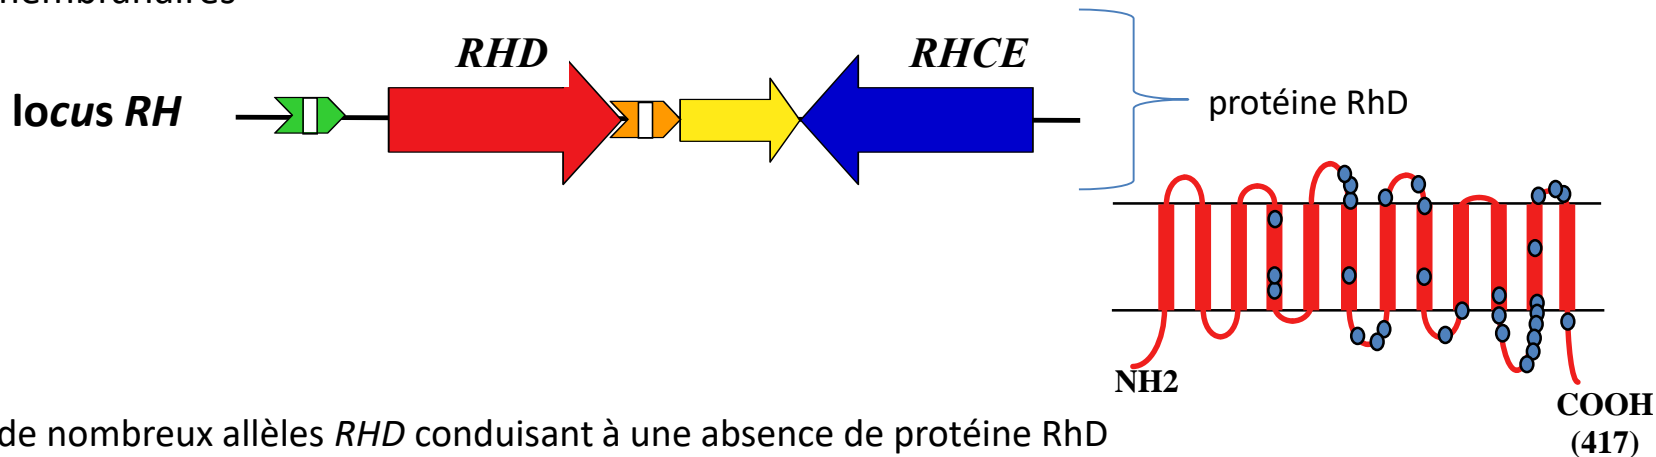 RHD
RHCE
locus RH
protéine RhD
NH2
COOH
(417)
de nombreux allèles RHD conduisant à une absence de protéine RhD